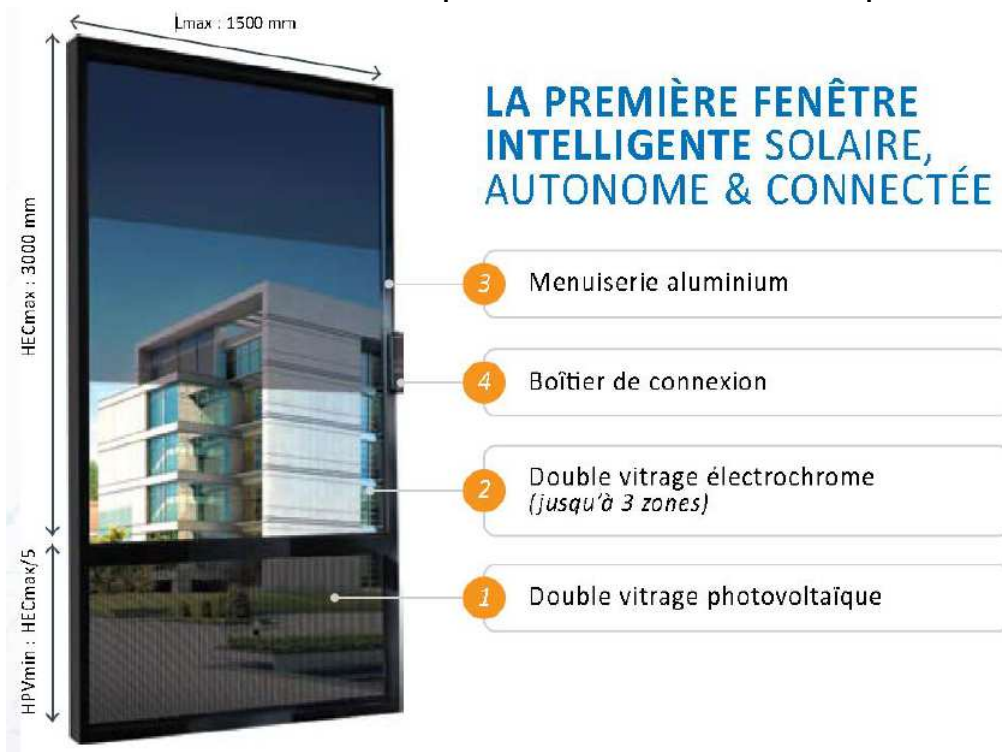 Lmax : 1500 mm
HECmax : 3000 mm
HPVmin : HECmax/5
LA PREMIÈRE FENÊTRE
INTELLIGENTE SOLAIRE,
AUTONOME & CONNECTÉE
3 Menuiserie aluminium
4 Boîtier de connexion
2 Double vitrage électrochrome
(jusqu'à 3 zones)
1 Double vitrage photovoltaïque